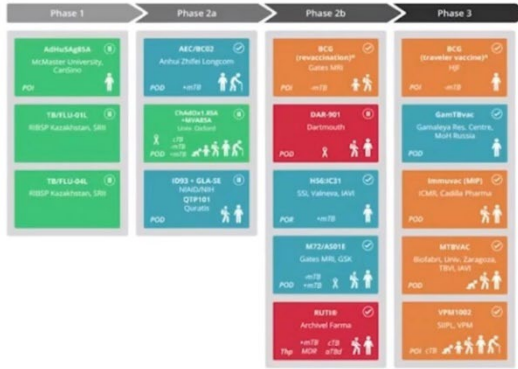 Phase 1
Phase 2a
Phase 2b
Phase 3
AdHu5Ag85A
McMaster University,
CanSino
POI
TB/FLU-01L
RIBSP Kazakhstan, SRII
TB/FLU-04L
RIBSP Kazakhstan, SRII
AEC/BC02
Anhui Zhifei Longcom
POD +mTB
ChAdOx1.85A
+MVA85A
Univ. Oxford
cTB
-mTB
POD +mTB
ID93 + GLA-SE
NIAID/NIH
QTP101
Quratis
POD
BCG
(revaccination)*
Gates MRI
POI -mTB
DAR-901
Dartmouth
POD
H56:IC31
SSI, Valneva, IAVI
POR +mTB
M72/AS01E
Gates MRI, GSK
-mTB
POD +mTB
RUTI®
Archivel Farma
+mTB cTB
Thp MDR aTBd
BCG
(traveler vaccine)*
HJF
POI -mTB
GamTBvac
Gamaleya Res. Centre,
MoH Russia
POD
Immuvac (MIP)
ICMR, Cadila Pharma
POD
MTBVAC
Biofabri, Univ. Zaragoza,
TBVI, IAVI
POD
VPM1002
SIIPL, VPM
POI cTB